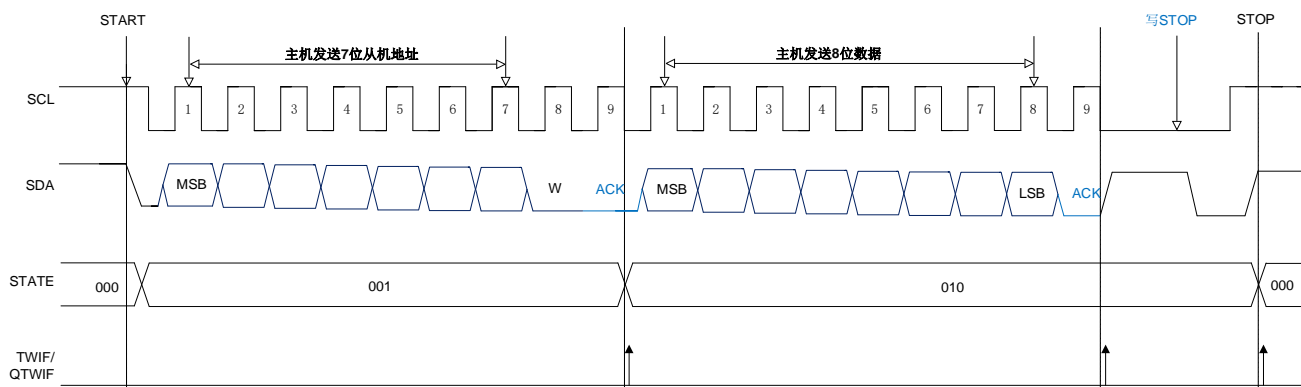 START
写STOP
STOP
主机发送7位从机地址
主机发送8位数据
SCL
1 2 3 4 5 6 7 8 9 1 2 3 4 5 6 7 8 9
SDA
MSB W ACK MSB LSB ACK
STATE
000 001 010 000
TWIF/
QTWIF